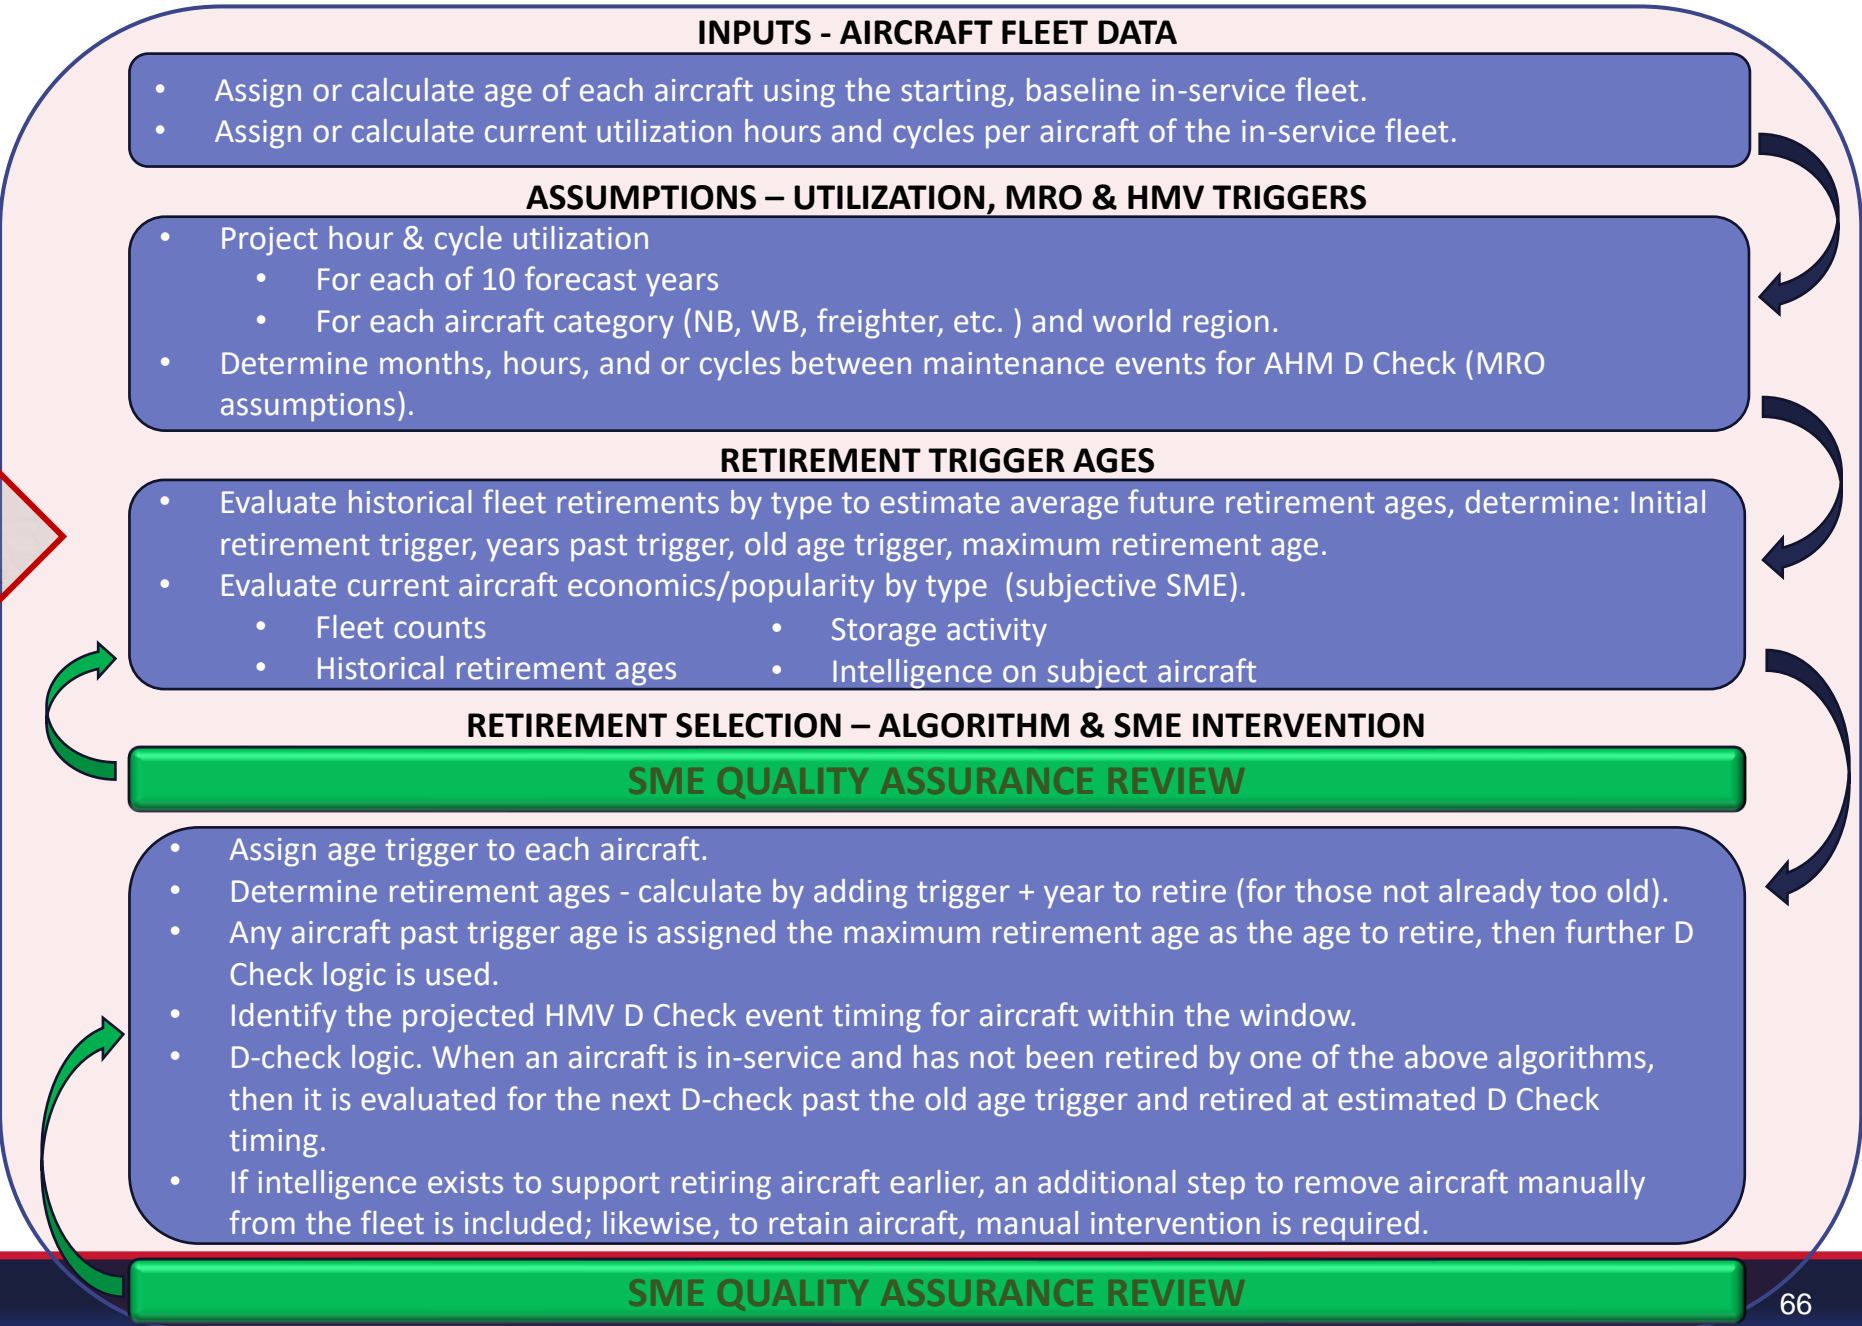 INPUTS - AIRCRAFT FLEET DATA
• Assign or calculate age of each aircraft using the starting, baseline in-service fleet.
• Assign or calculate current utilization hours and cycles per aircraft of the in-service fleet.
ASSUMPTIONS – UTILIZATION, MRO & HMV TRIGGERS
• Project hour & cycle utilization
• For each of 10 forecast years
• For each aircraft category (NB, WB, freighter, etc. ) and world region.
• Determine months, hours, and or cycles between maintenance events for AHM D Check (MRO
assumptions).
RETIREMENT TRIGGER AGES
• Evaluate historical fleet retirements by type to estimate average future retirement ages, determine: Initial
retirement trigger, years past trigger, old age trigger, maximum retirement age.
• Evaluate current aircraft economics/popularity by type (subjective SME).
• Fleet counts
• Historical retirement ages
• Storage activity
• Intelligence on subject aircraft
RETIREMENT SELECTION – ALGORITHM & SME INTERVENTION
SME QUALITY ASSURANCE REVIEW
• Assign age trigger to each aircraft.
• Determine retirement ages - calculate by adding trigger + year to retire (for those not already too old).
• Any aircraft past trigger age is assigned the maximum retirement age as the age to retire, then further D
Check logic is used.
• Identify the projected HMV D Check event timing for aircraft within the window.
• D-check logic. When an aircraft is in-service and has not been retired by one of the above algorithms,
then it is evaluated for the next D-check past the old age trigger and retired at estimated D Check
timing.
• If intelligence exists to support retiring aircraft earlier, an additional step to remove aircraft manually
from the fleet is included; likewise, to retain aircraft, manual intervention is required.
SME QUALITY ASSURANCE REVIEW
66